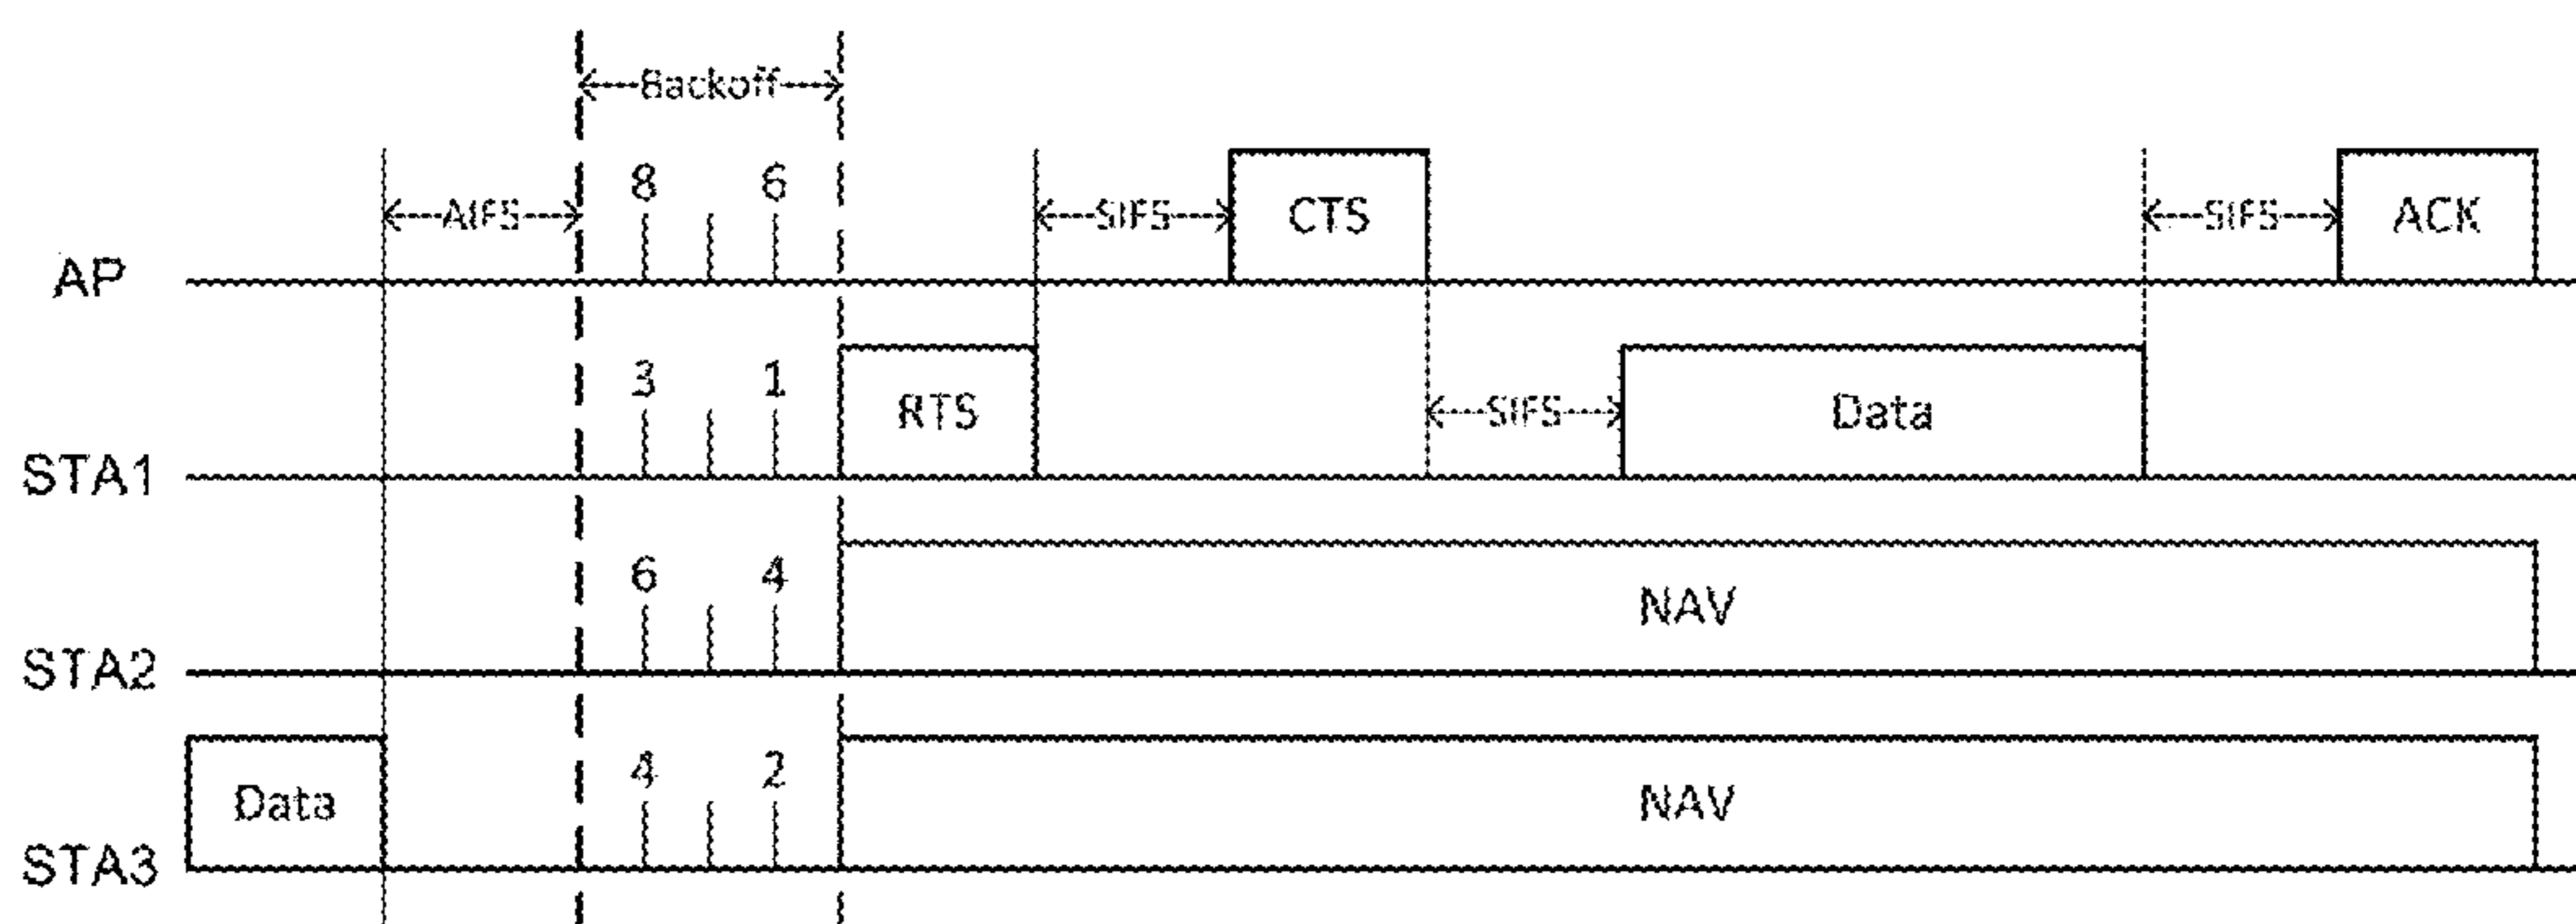 Backoff
8 6
AIFS SIFS CTS SIFS ACK
AP
3 1
RTS SIFS Data
STA1
6 4
NAV
STA2
4 2
Data NAV
STA3